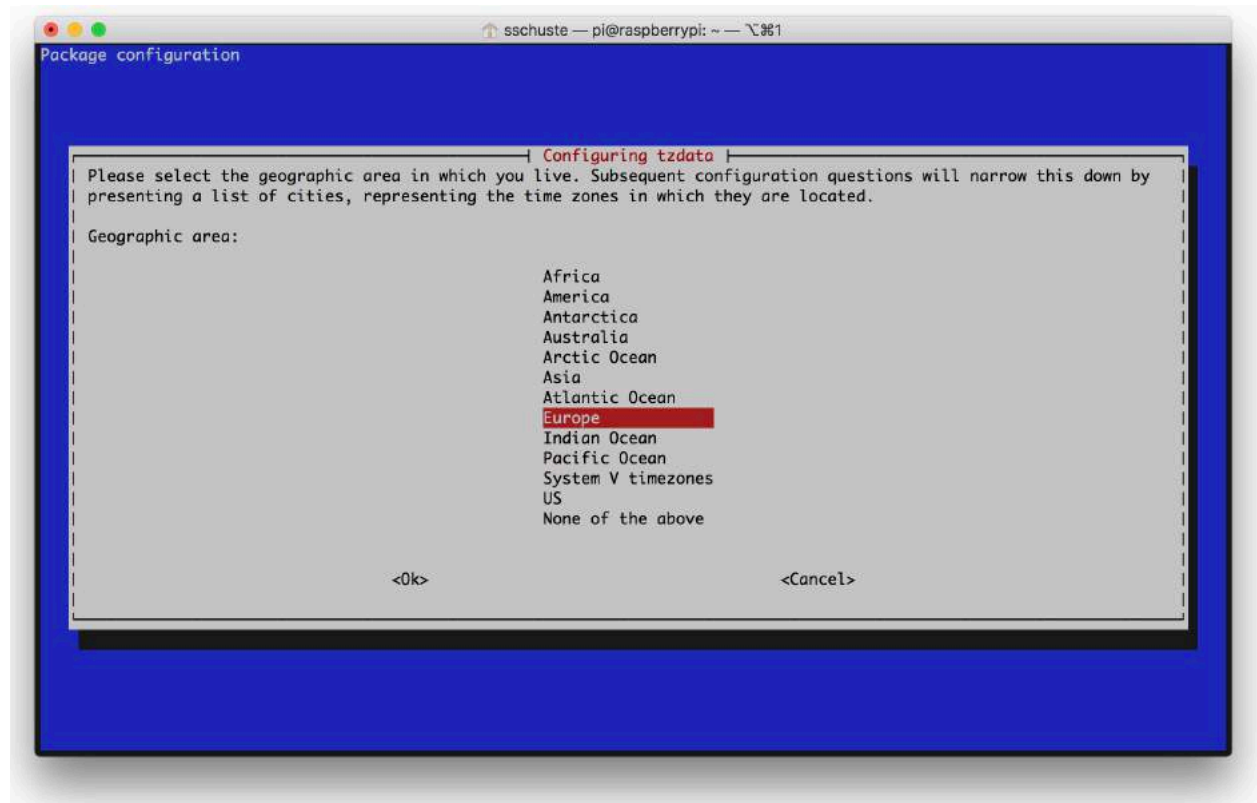 sschuste — pi@raspberrypi: ~ — ⌥⌘1
Package configuration
Configuring tzdata
Please select the geographic area in which you live. Subsequent configuration questions will narrow this down by
presenting a list of cities, representing the time zones in which they are located.
Geographic area:
Africa
America
Antarctica
Australia
Arctic Ocean
Asia
Atlantic Ocean
Europe
Indian Ocean
Pacific Ocean
System V timezones
US
None of the above
<Ok> <Cancel>